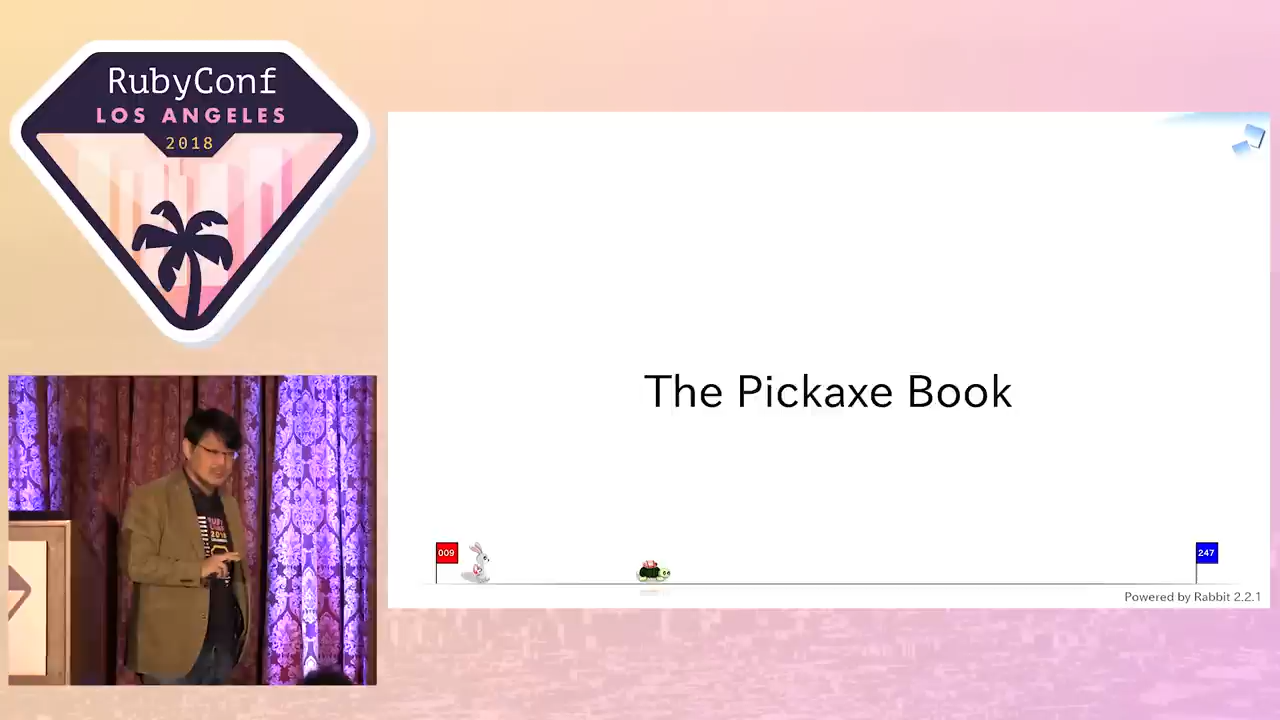 RubyConf
LOS ANGELES
2018
The Pickaxe Book
009
247
Powered by Rabbit 2.2.1